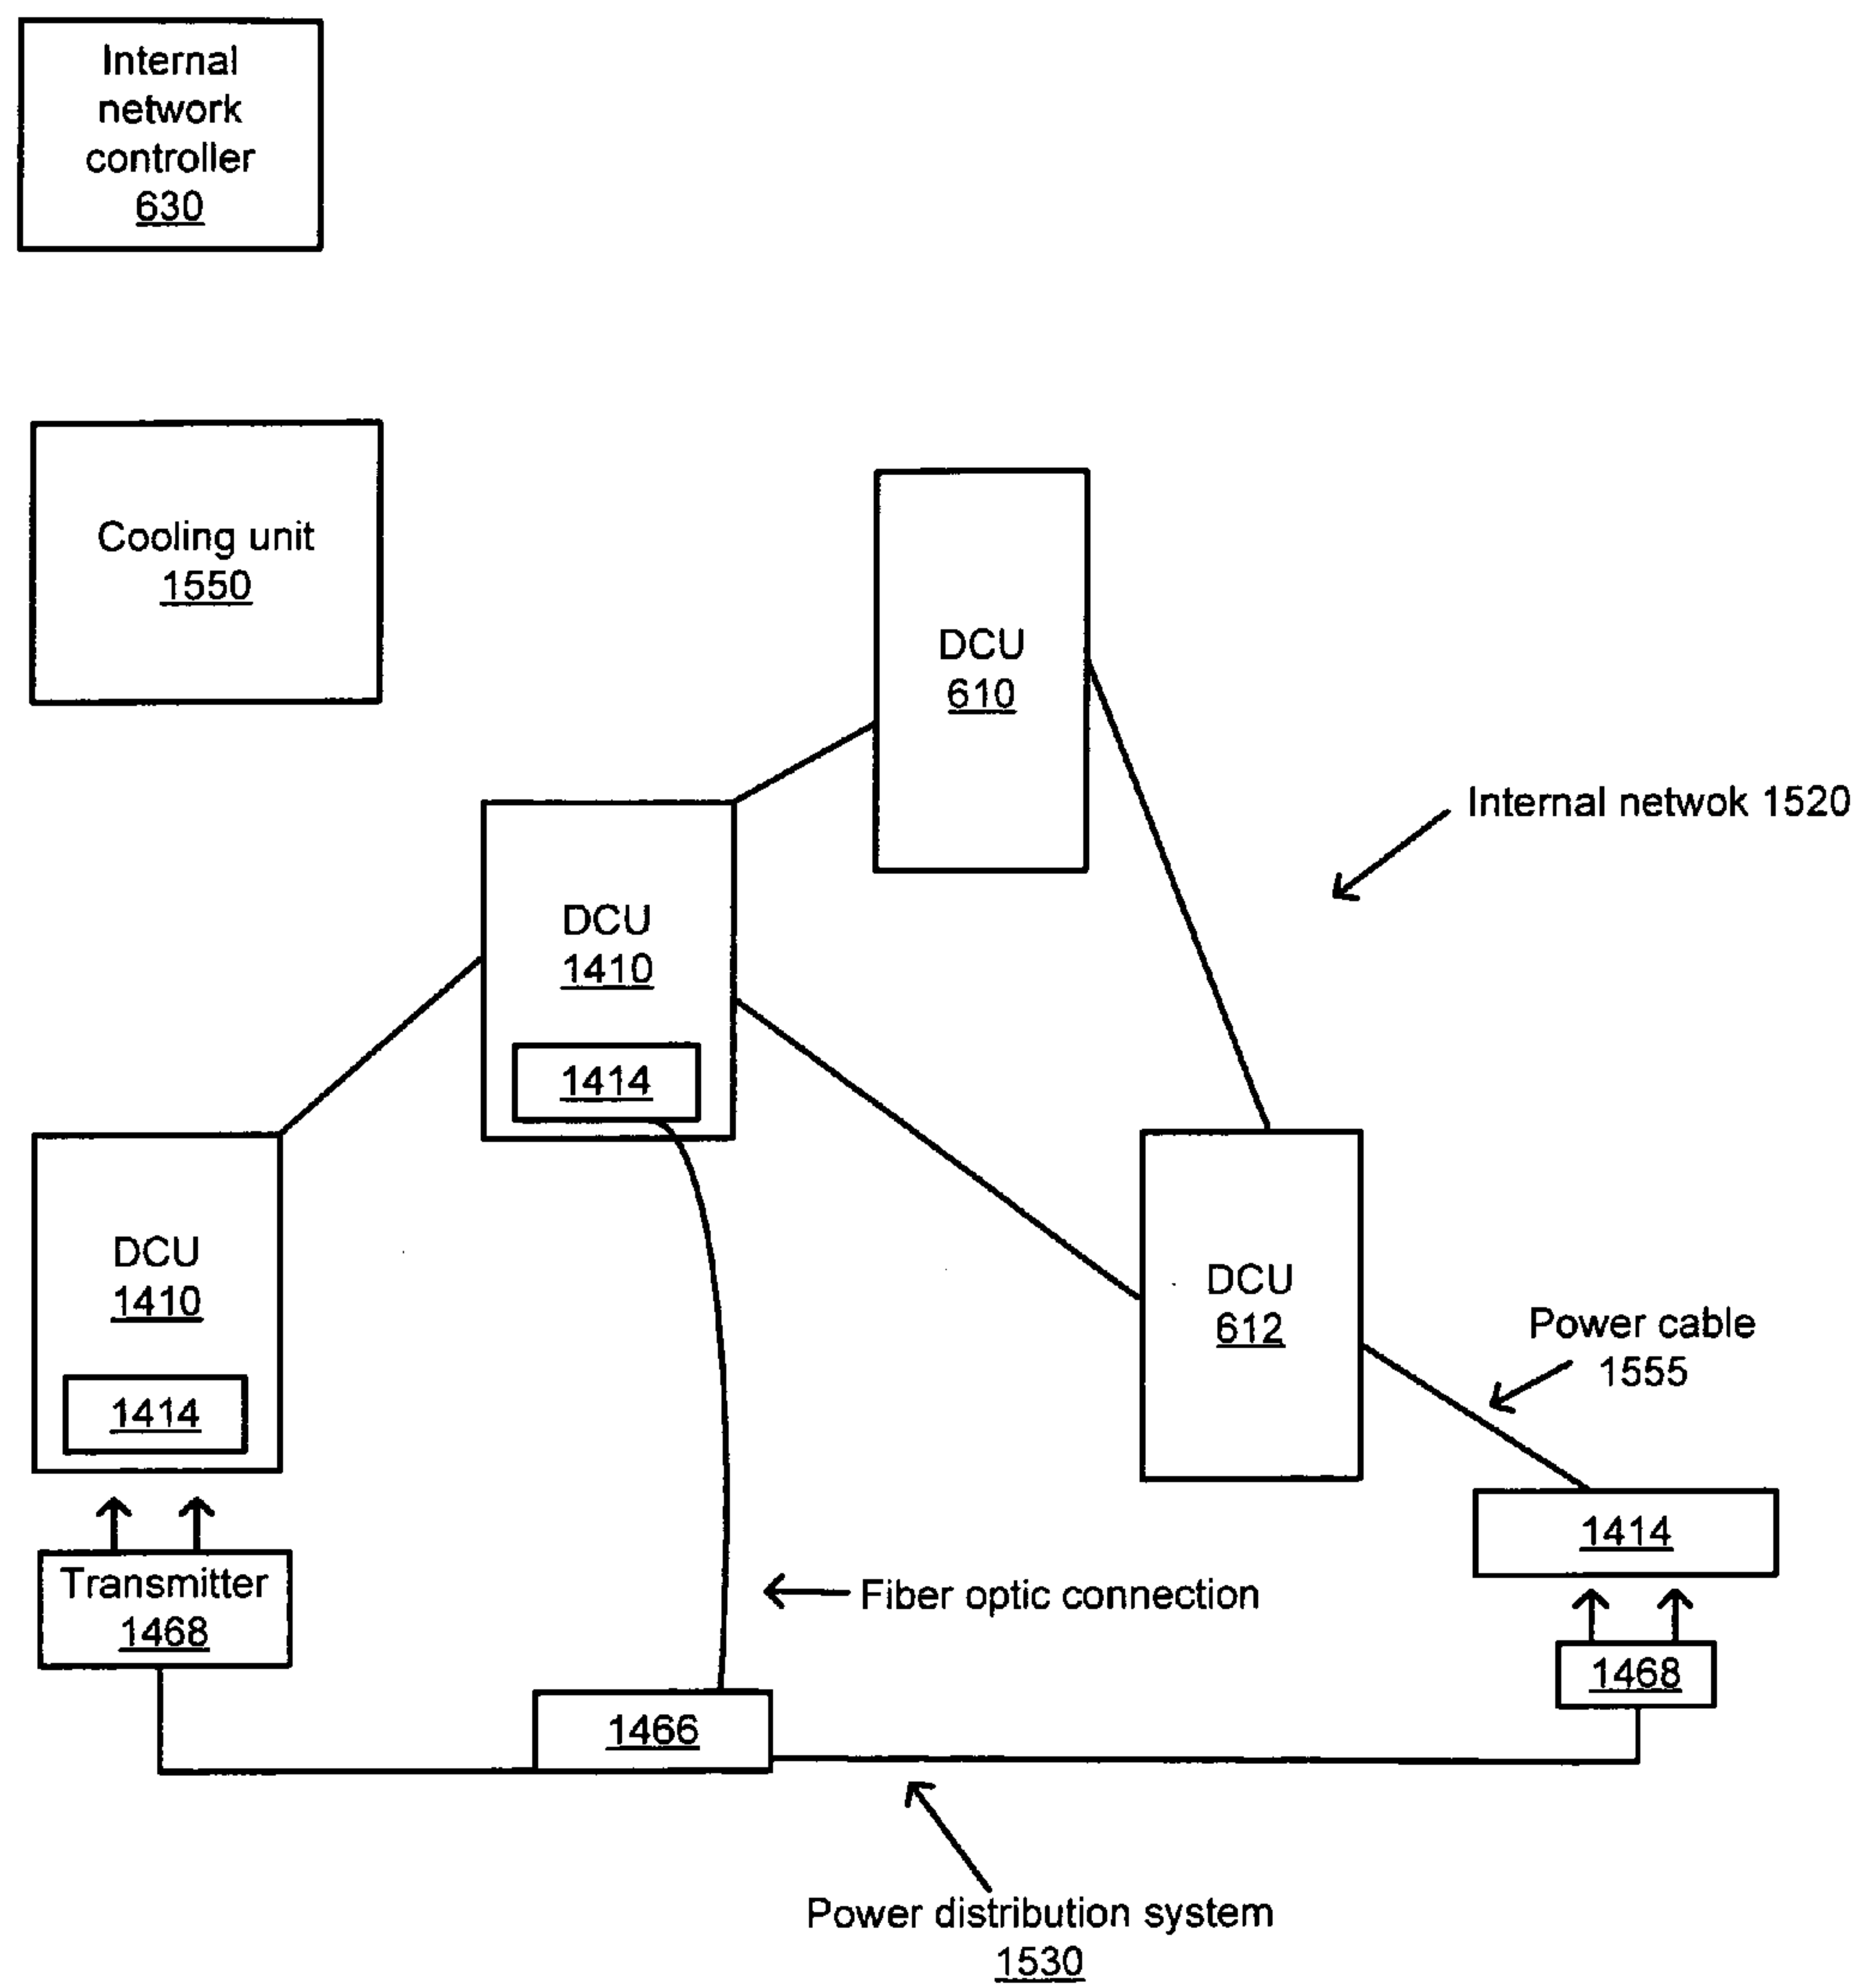 Internal
network
controller
630
Cooling unit
1550
DCU
610
Internal netwok 1520
DCU
1410
1414
DCU
1410
1414
DCU
612
Power cable
1555
1414
Transmitter
1468
Fiber optic connection
1468
1466
Power distribution system
1530